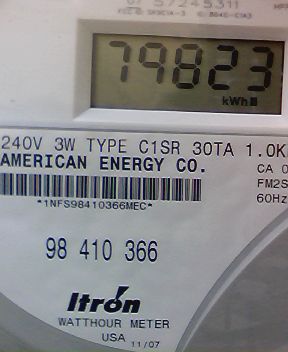 57245311
79823
kWh
240V 3W TYPE C1SR 30TA 1.0K
AMERICAN ENERGY CO.
CA 0
FM2S
60Hz
*1NFS98410366MEC*
98 410 366
Itron
WATTHOUR METER
USA 11/07